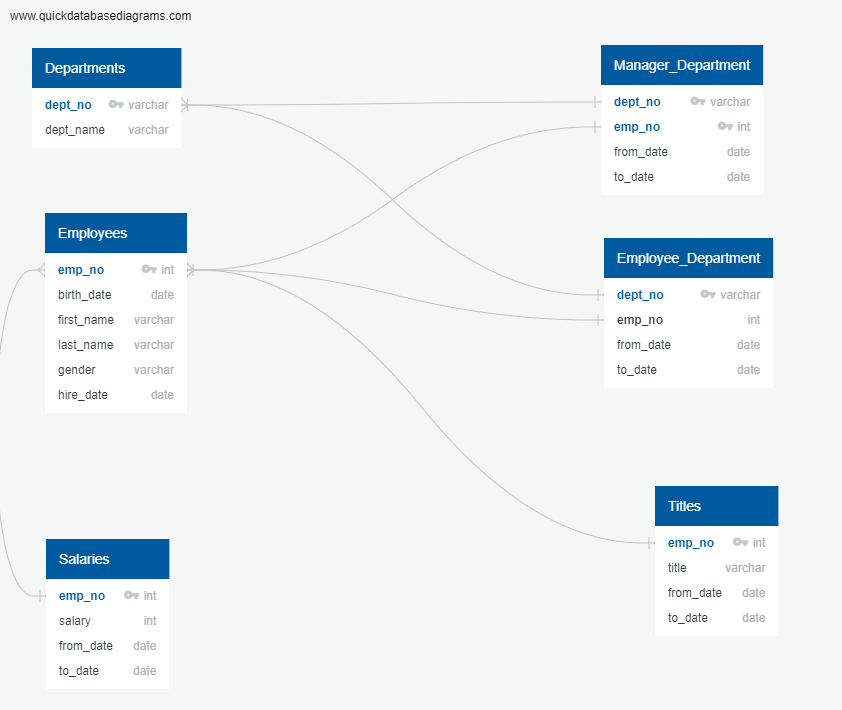 www.quickdatabasediagrams.com
Departments
dept_no varchar
dept_name varchar
Employees
emp_no int
birth_date date
first_name varchar
last_name varchar
gender varchar
hire_date date
Salaries
emp_no int
salary int
from_date date
to_date date
Manager_Department
dept_no varchar
emp_no int
from_date date
to_date date
Employee_Department
dept_no varchar
emp_no int
from_date date
to_date date
Titles
emp_no int
title varchar
from_date date
to_date date